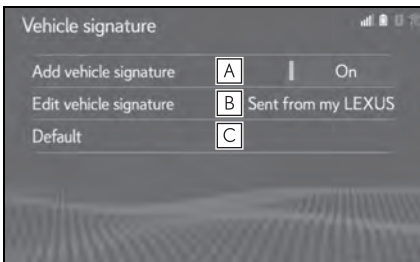 Vehicle signature
Add vehicle signature A On
Edit vehicle signature B Sent from my LEXUS
Default C